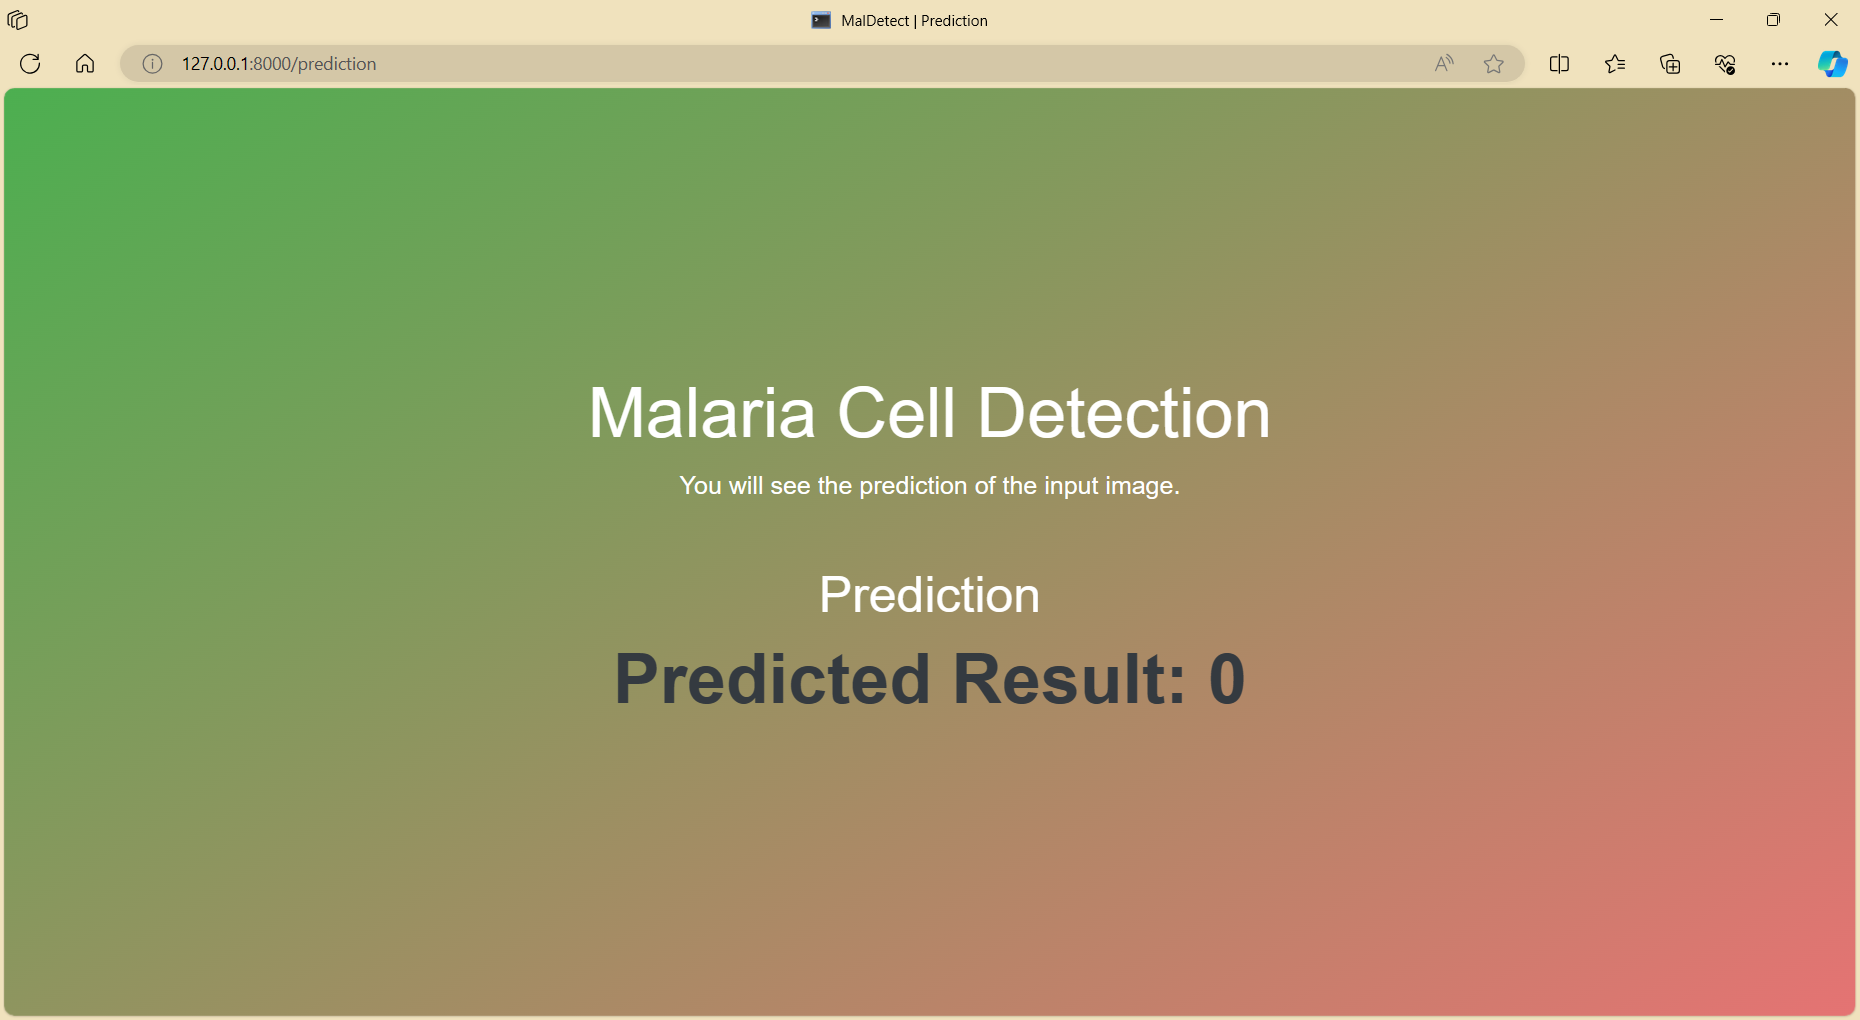 MalDetect | Prediction
127.0.0.1:8000/prediction
Malaria Cell Detection
You will see the prediction of the input image.
Prediction
Predicted Result: 0